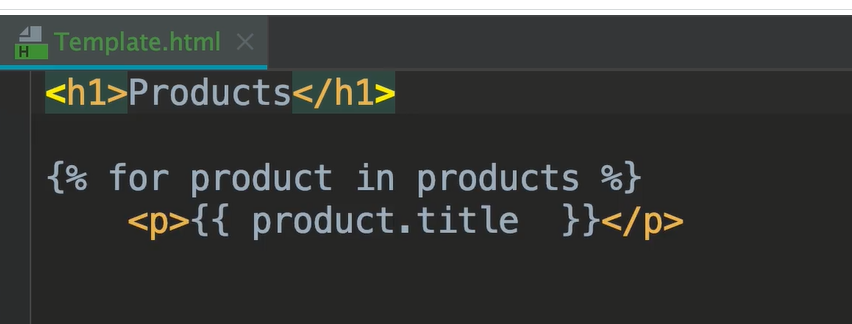 H Template.html ×
<h1>Products</h1>
{% for product in products %}
    <p>{{ product.title  }}</p>